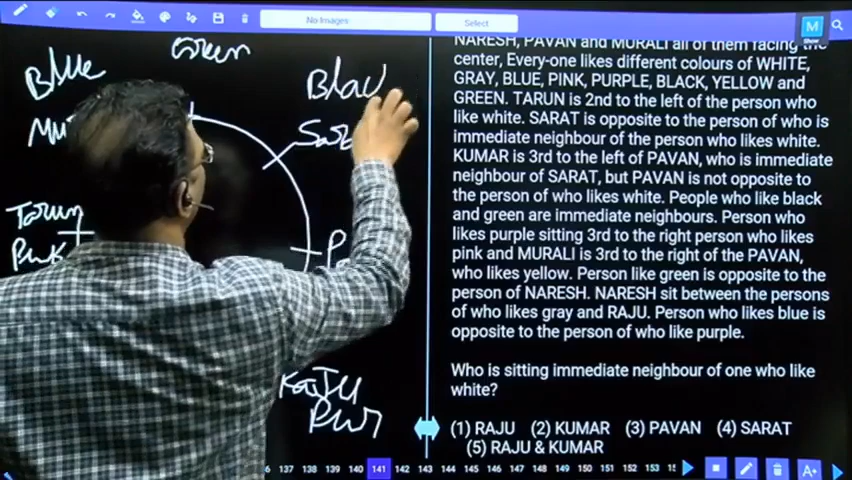 No Images
Select
M
Show
Green
Blue
Tarun
Pink
NARESH, PAVAN and MURALI all of them facing the
center, Every-one likes different colours of WHITE,
GRAY, BLUE, PINK, PURPLE, BLACK, YELLOW and
GREEN. TARUN is 2nd to the left of the person who
like white. SARAT is opposite to the person of who is
immediate neighbour of the person who likes white.
KUMAR is 3rd to the left of PAVAN, who is immediate
neighbour of SARAT, but PAVAN is not opposite to
the person of who likes white. People who like black
and green are immediate neighbours. Person who
likes purple sitting 3rd to the right person who likes
pink and MURALI is 3rd to the right of the PAVAN,
who likes yellow. Person like green is opposite to the
person of NARESH. NARESH sit between the persons
of who likes gray and RAJU. Person who likes blue is
opposite to the person of who like purple.
Who is sitting immediate neighbour of one who like
white?
(1) RAJU (2) KUMAR (3) PAVAN (4) SARAT
(5) RAJU & KUMAR
137 138 139 140 141 142 143 144 145 146 147 148 149 150 151 152 153
A+